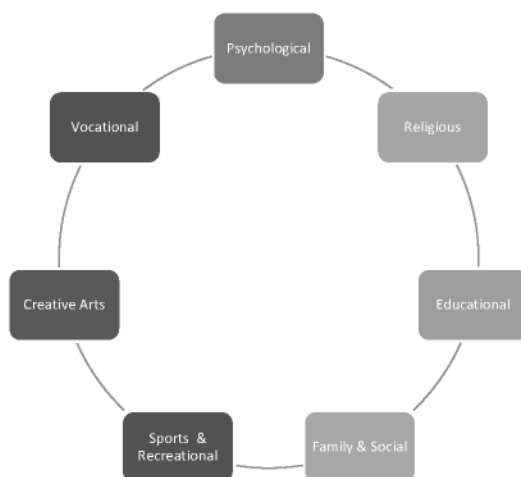 Psychological
Religious
Educational
Family & Social
Sports &
Recreational
Creative Arts
Vocational